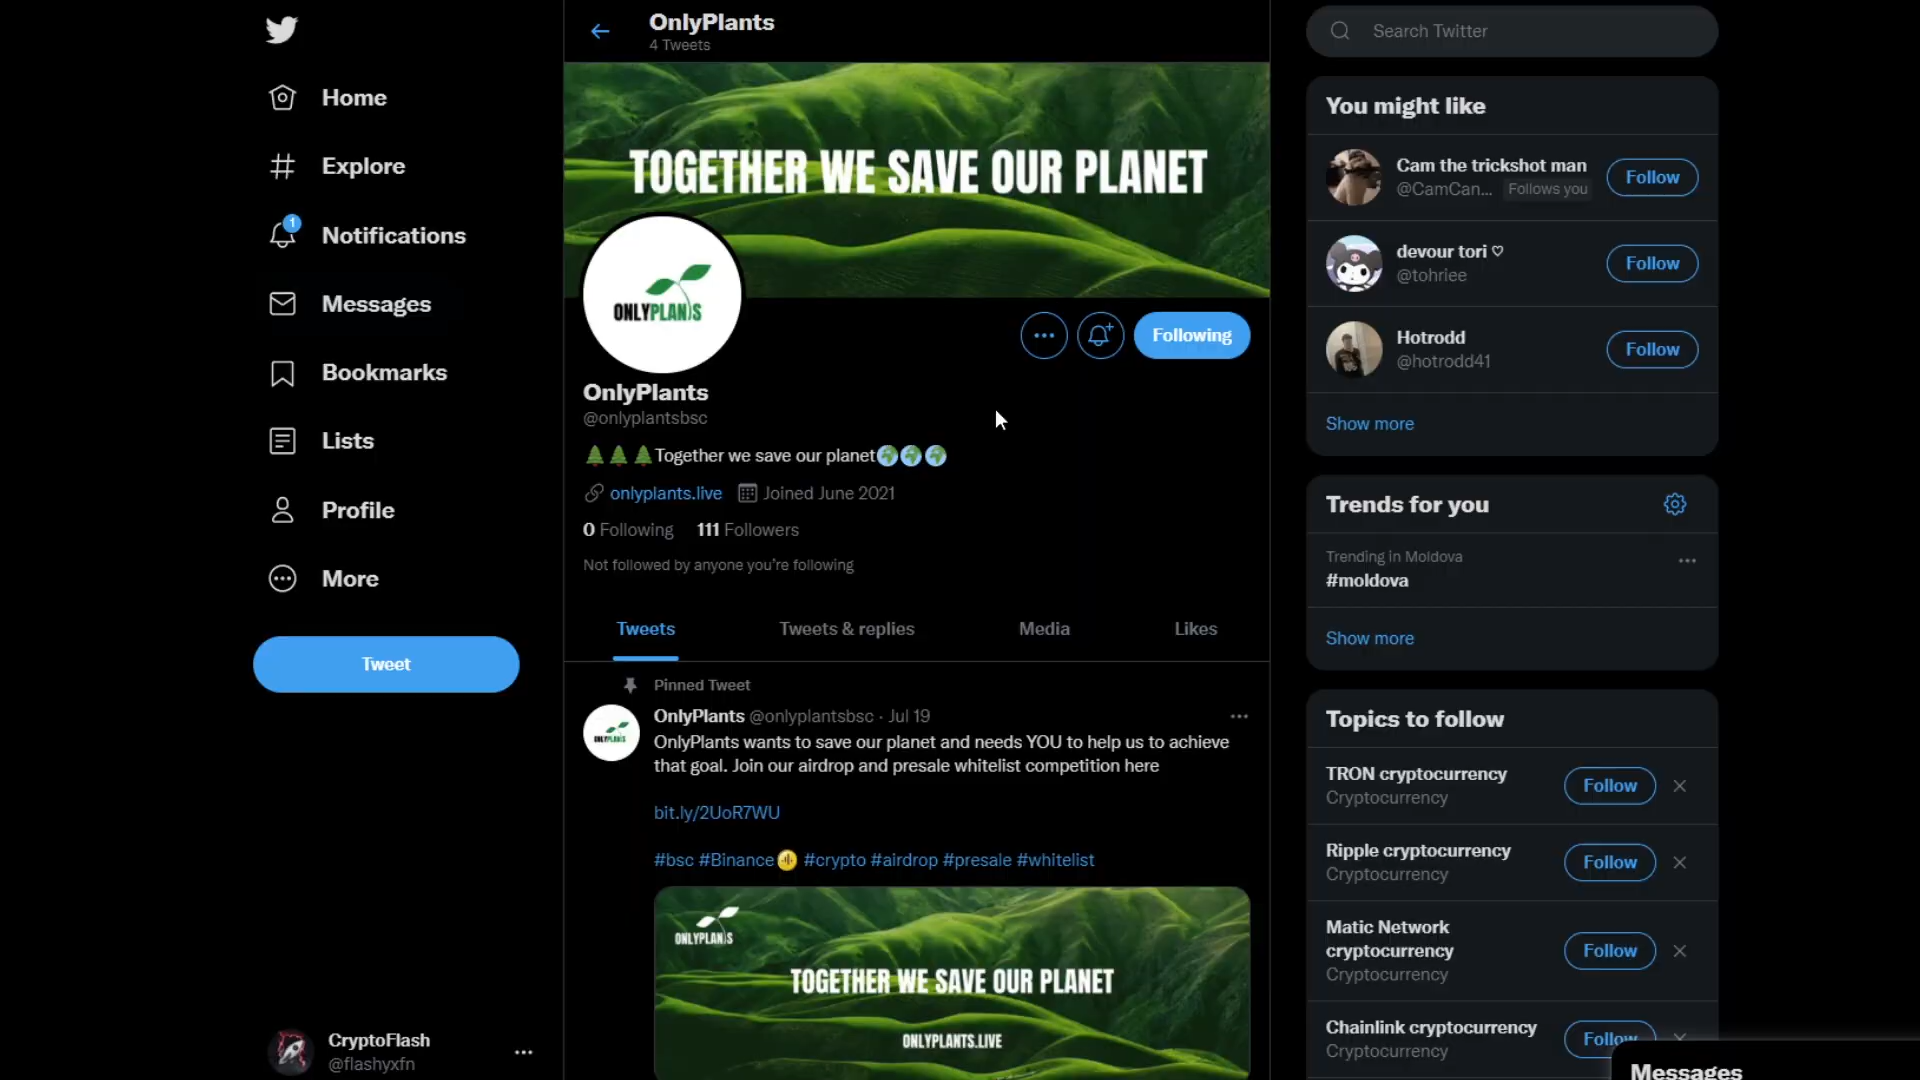 Home
Explore
1
Notifications
Messages
Bookmarks
Lists
Profile
More
Tweet
CryptoFlash
@flashyxfn
OnlyPlants
4 Tweets
TOGETHER WE SAVE OUR PLANET
ONLYPLANTS
Following
OnlyPlants
@onlyplantsbsc
🌲🌲🌲Together we save our planet🌍🌍🌍
onlyplants.live Joined June 2021
0 Following 111 Followers
Not followed by anyone you're following
Tweets Tweets & replies Media Likes
Pinned Tweet
ONLYPLANTS
OnlyPlants @onlyplantsbsc · Jul 19
OnlyPlants wants to save our planet and needs YOU to help us to achieve
that goal. Join our airdrop and presale whitelist competition here
bit.ly/2UoR7WU
#bsc #Binance #crypto #airdrop #presale #whitelist
ONLYPLANTS
TOGETHER WE SAVE OUR PLANET
ONLYPLANTS.LIVE
Search Twitter
You might like
Cam the trickshot man
@CamCan... Follows you
Follow
devour tori ♡
@tohriee
Follow
Hotrodd
@hotrodd41
Follow
Show more
Trends for you
Trending in Moldova
#moldova
Show more
Topics to follow
TRON cryptocurrency
Cryptocurrency
Follow
Ripple cryptocurrency
Cryptocurrency
Follow
Matic Network
cryptocurrency
Cryptocurrency
Follow
Chainlink cryptocurrency
Cryptocurrency
Follow
Messages